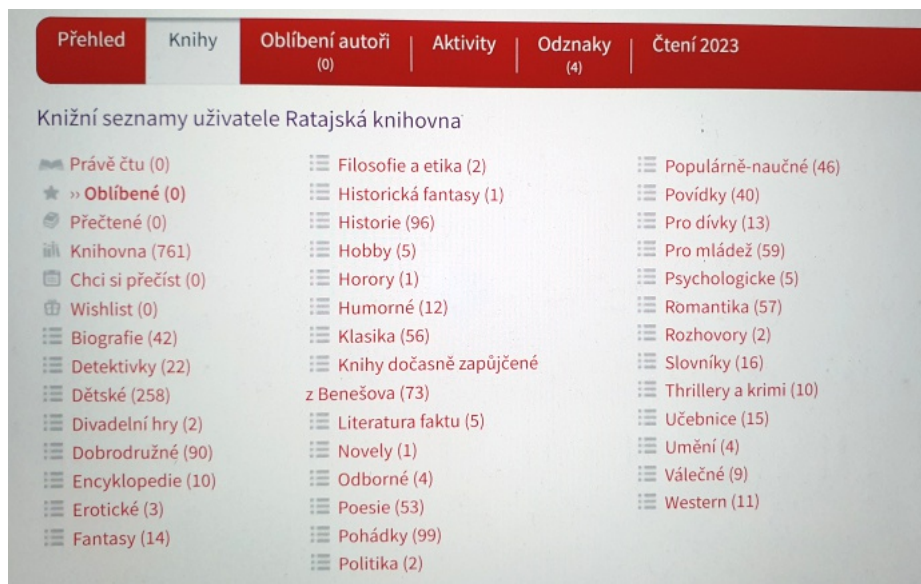 Přehled
Knihy
Oblíbení autoři
(0)
Aktivity
Odznaky
(4)
Čtení 2023
Knižní seznamy uživatele Ratajská knihovna
Právě čtu (0)
›› Oblíbené (0)
Přečtené (0)
Knihovna (761)
Chci si přečíst (0)
Wishlist (0)
Biografie (42)
Detektivky (22)
Dětské (258)
Divadelní hry (2)
Dobrodružné (90)
Encyklopedie (10)
Erotické (3)
Fantasy (14)
Filosofie a etika (2)
Historická fantasy (1)
Historie (96)
Hobby (5)
Horory (1)
Humorné (12)
Klasika (56)
Knihy dočasně zapůjčené
z Benešova (73)
Literatura faktu (5)
Novely (1)
Odborné (4)
Poesie (53)
Pohádky (99)
Politika (2)
Populárně-naučné (46)
Povídky (40)
Pro dívky (13)
Pro mládež (59)
Psychologicke (5)
Romantika (57)
Rozhovory (2)
Slovníky (16)
Thrillery a krimi (10)
Učebnice (15)
Umění (4)
Válečné (9)
Western (11)